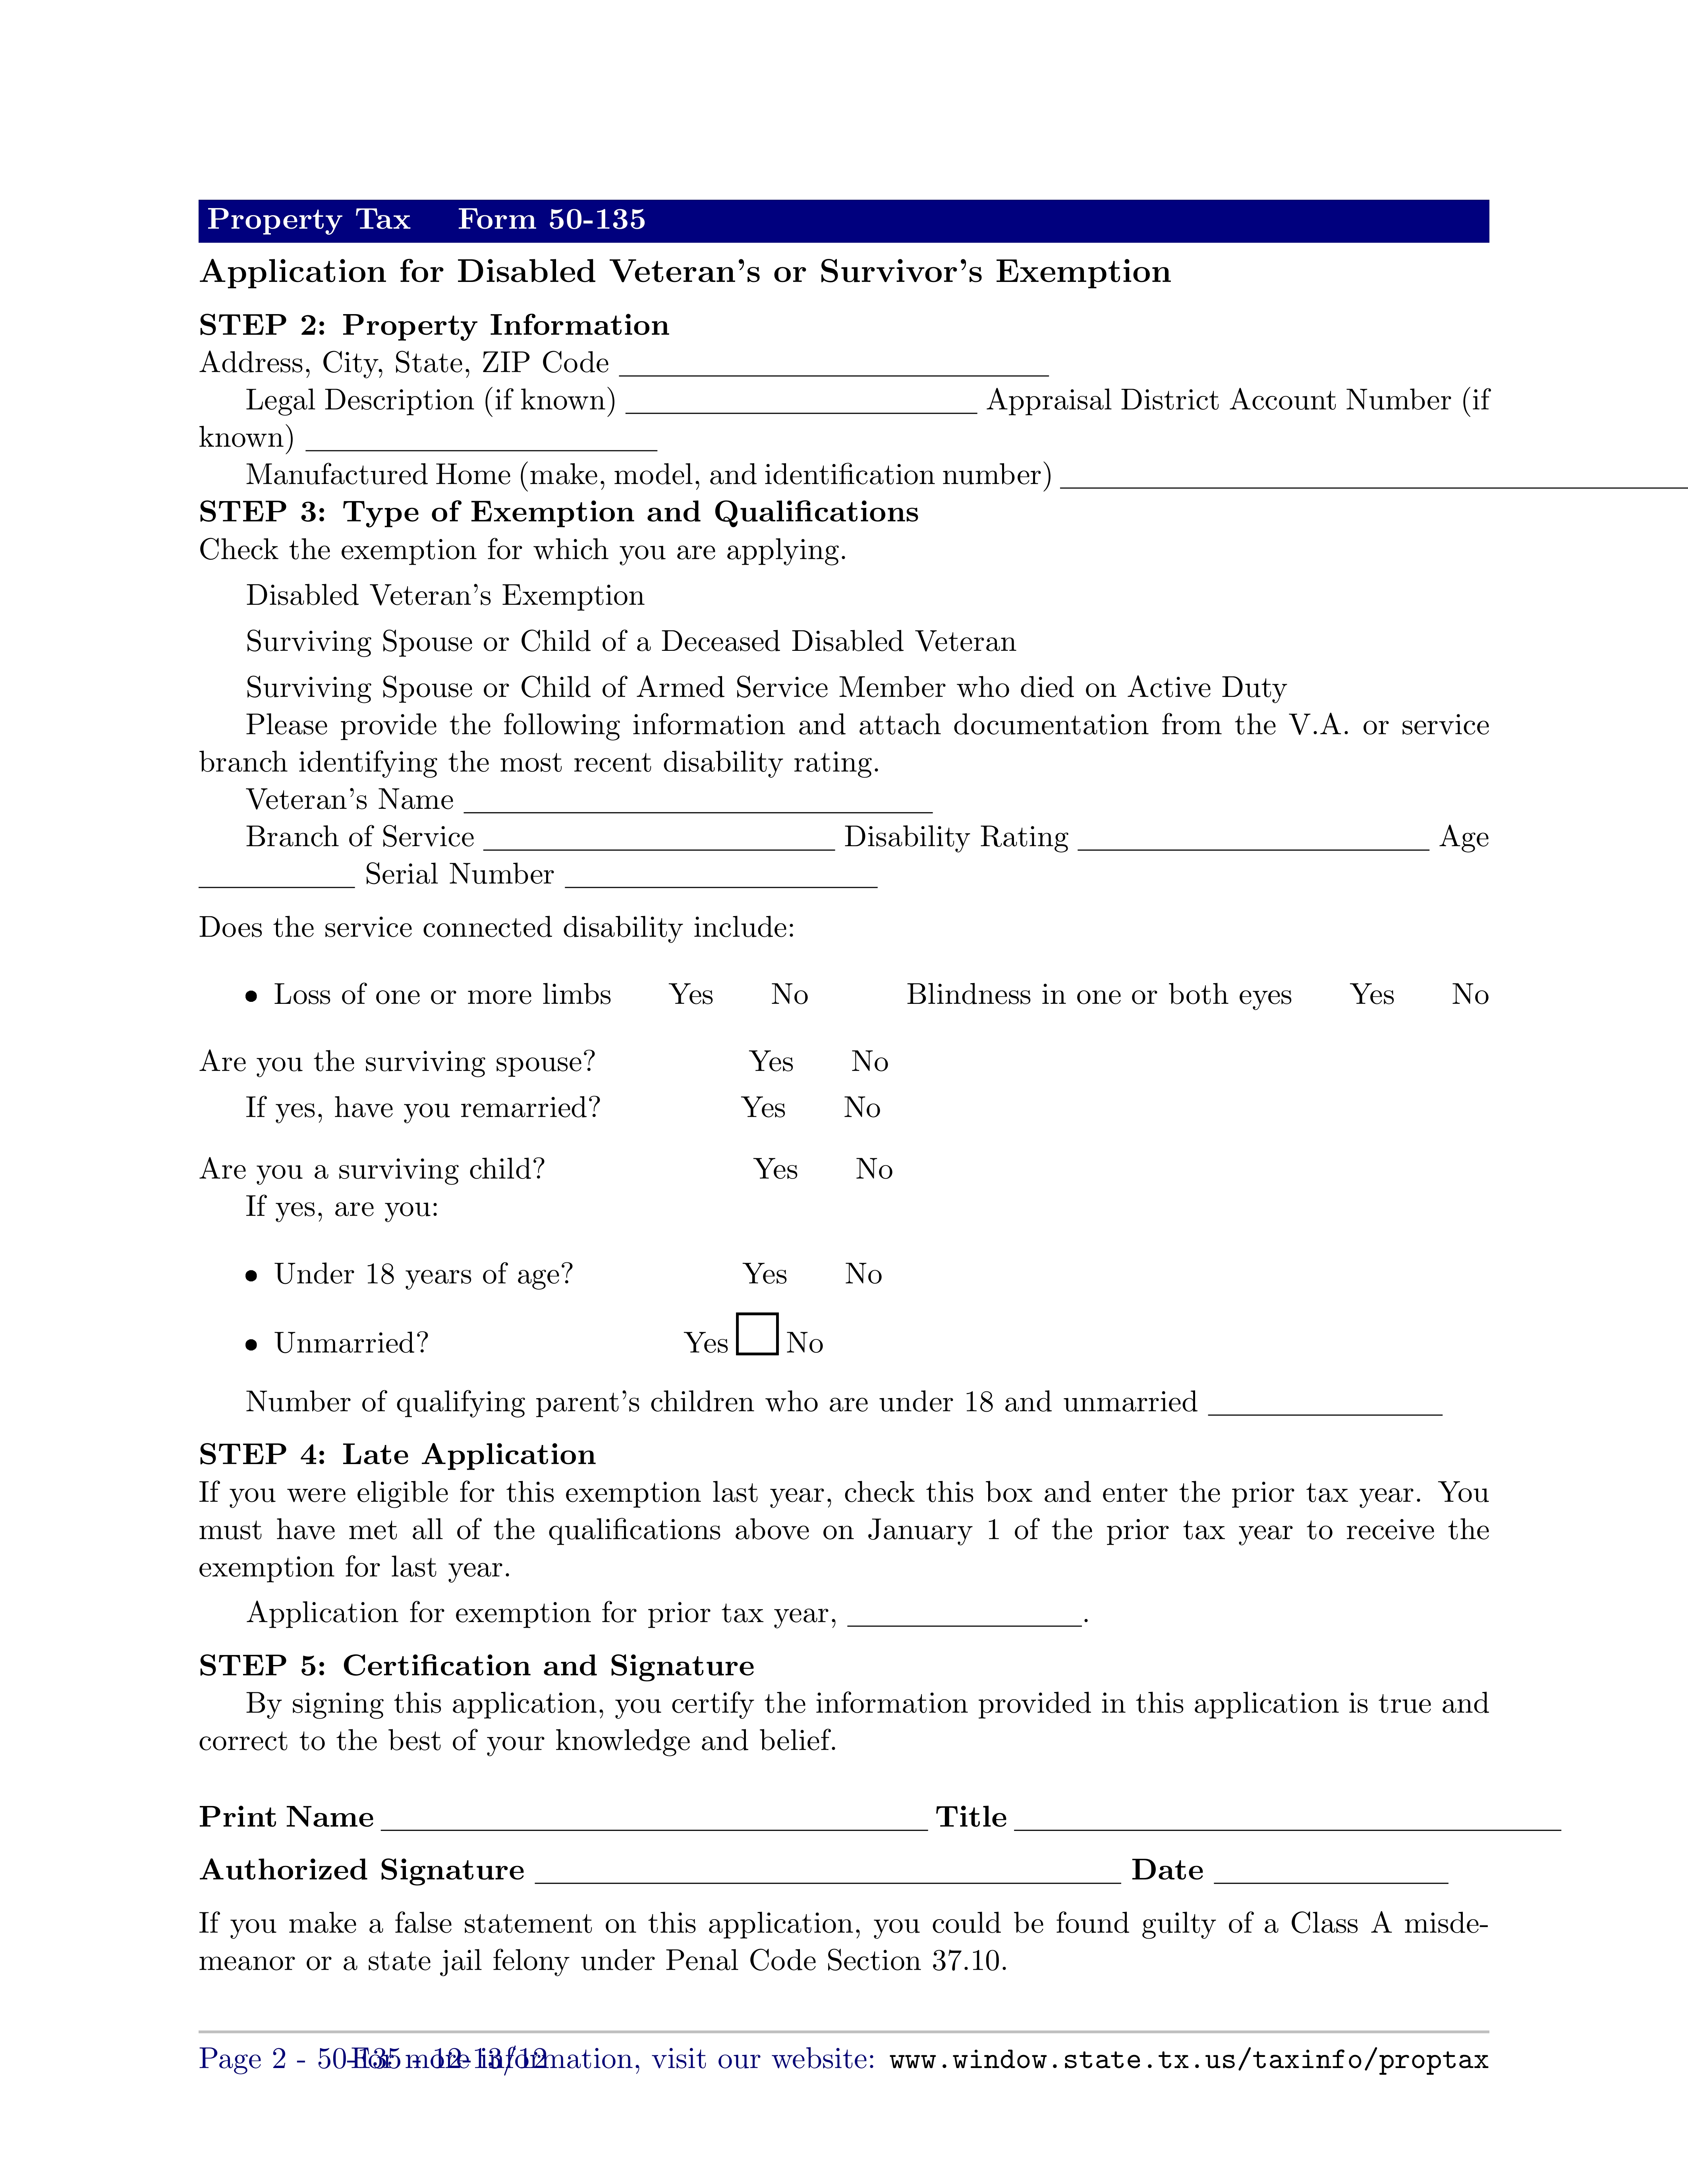 Property Tax Form 50-135
Application for Disabled Veteran's or Survivor's Exemption
STEP 2: Property Information
Address, City, State, ZIP Code
Legal Description (if known) Appraisal District Account Number (if
known)
Manufactured Home (make, model, and identification number)
STEP 3: Type of Exemption and Qualifications
Check the exemption for which you are applying.
Disabled Veteran's Exemption
Surviving Spouse or Child of a Deceased Disabled Veteran
Surviving Spouse or Child of Armed Service Member who died on Active Duty
Please provide the following information and attach documentation from the V.A. or service
branch identifying the most recent disability rating.
Veteran's Name
Branch of Service Disability Rating Age
Serial Number
Does the service connected disability include:
• Loss of one or more limbs Yes No Blindness in one or both eyes Yes No
Are you the surviving spouse? Yes No
If yes, have you remarried? Yes No
Are you a surviving child? Yes No
If yes, are you:
• Under 18 years of age? Yes No
• Unmarried? Yes No
Number of qualifying parent's children who are under 18 and unmarried
STEP 4: Late Application
If you were eligible for this exemption last year, check this box and enter the prior tax year. You
must have met all of the qualifications above on January 1 of the prior tax year to receive the
exemption for last year.
Application for exemption for prior tax year, .
STEP 5: Certification and Signature
By signing this application, you certify the information provided in this application is true and
correct to the best of your knowledge and belief.
Print Name Title
Authorized Signature Date
If you make a false statement on this application, you could be found guilty of a Class A misde-
meanor or a state jail felony under Penal Code Section 37.10.
Page 2 - 50-135 - 12-13/12 For more information, visit our website: www.window.state.tx.us/taxinfo/proptax